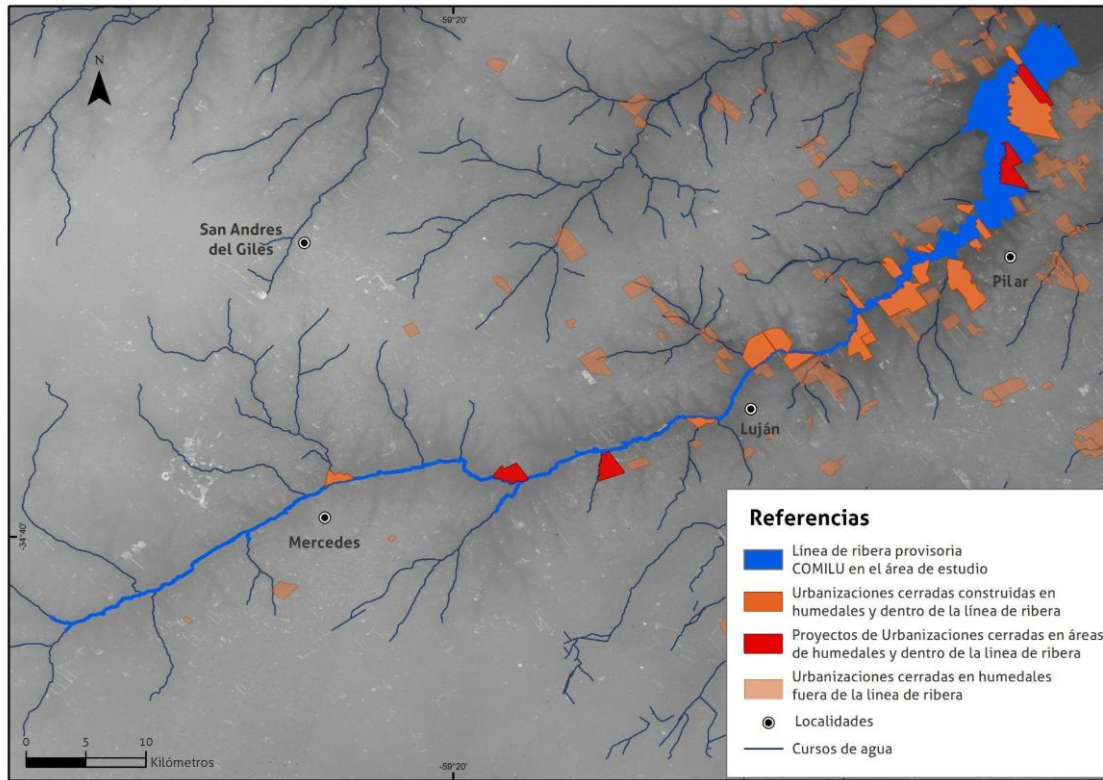 -59°20'
N
San Andres
del Giles
Pilar
Luján
Mercedes
-34°40'
0 5 10
Kilómetros
-59°20'
Referencias
Línea de ribera provisoria
COMILU en el área de estudio
Urbanizaciones cerradas construidas en
humedales y dentro de la línea de ribera
Proyectos de Urbanizaciones cerradas en áreas
de humedales y dentro de la linea de ribera
Urbanizaciones cerradas en humedales
fuera de la linea de ribera
Localidades
Cursos de agua